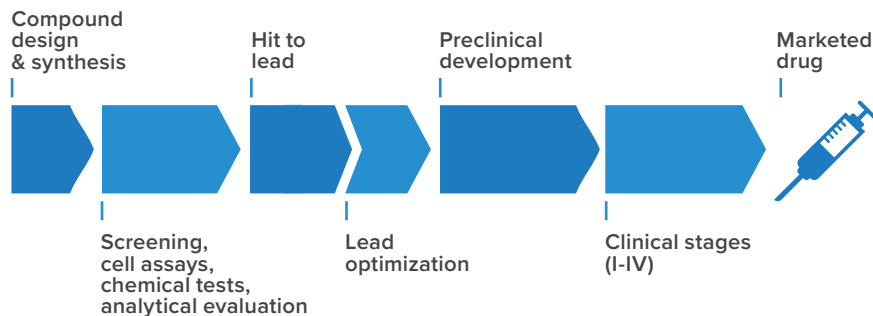 Compound
design
& synthesis
Hit to
lead
Preclinical
development
Marketed
drug
Screening,
cell assays,
chemical tests,
analytical evaluation
Lead
optimization
Clinical stages
(I-IV)